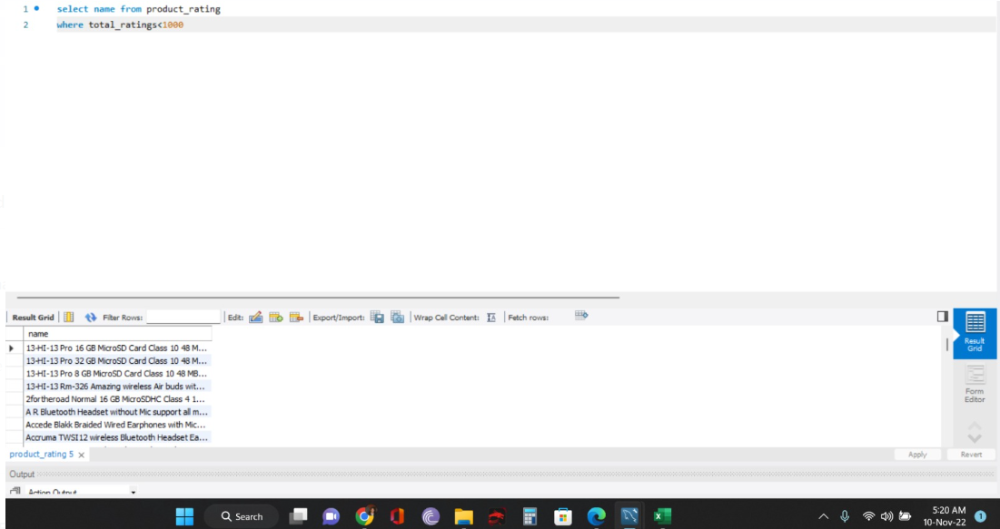 1 select name from product_rating
2 where total_ratings<1000
Result Grid Filter Rows: Edit: Export/Import: Wrap Cell Content: Fetch rows:
name
13-HI-13 Pro 16 GB MicroSD Card Class 10 48 M...
13-HI-13 Pro 32 GB MicroSD Card Class 10 48 M...
13-HI-13 Pro 8 GB MicroSD Card Class 10 48 MB...
13-HI-13 Rm-326 Amazing wireless Air buds wit...
2fortheroad Normal 16 GB MicroSDHC Class 4 1...
A R Bluetooth Headset without Mic support all m...
Accede Blakk Braided Wired Earphones with Mic...
Accruma TWSI12 wireless Bluetooth Headset Ea...
Result
Grid
Form
Editor
product_rating 5 Apply Revert
Output
Action Output
Search
5:20 AM
10-Nov-22
1